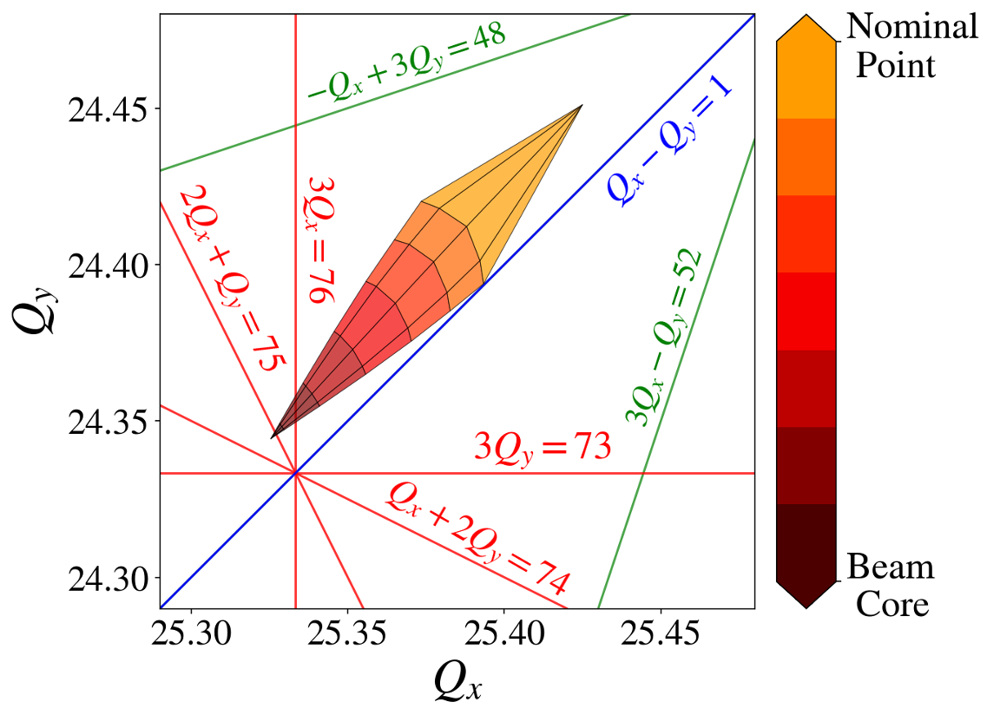 Nominal
Point
−Qx + 3Qy = 48
24.45
Qx − Qy = 1
2Qx + Qy = 75
3Qx = 76
24.40
3Qx − Qy = 52
Qy
24.35
3Qy = 73
Qx + 2Qy = 74
24.30
Beam
Core
25.30 25.35 25.40 25.45
Qx